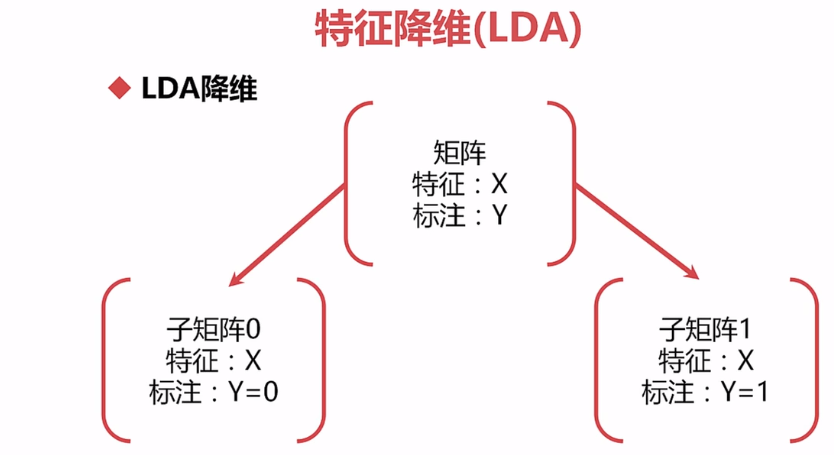 特征降维(LDA)
LDA降维
矩阵
特征：X
标注：Y
子矩阵0
特征：X
标注：Y=0
子矩阵1
特征：X
标注：Y=1